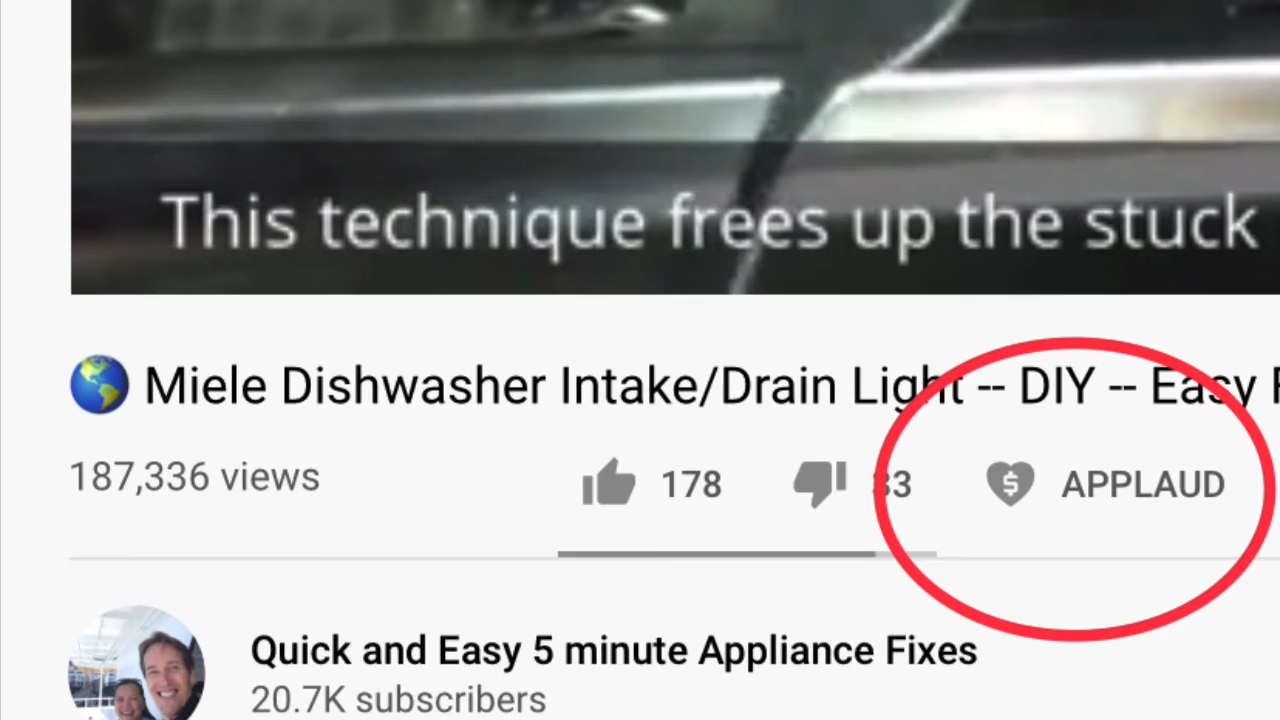 This technique frees up the stuck
Miele Dishwasher Intake/Drain Light -- DIY -- Easy
187,336 views 178 33 $ APPLAUD
Quick and Easy 5 minute Appliance Fixes
20.7K subscribers